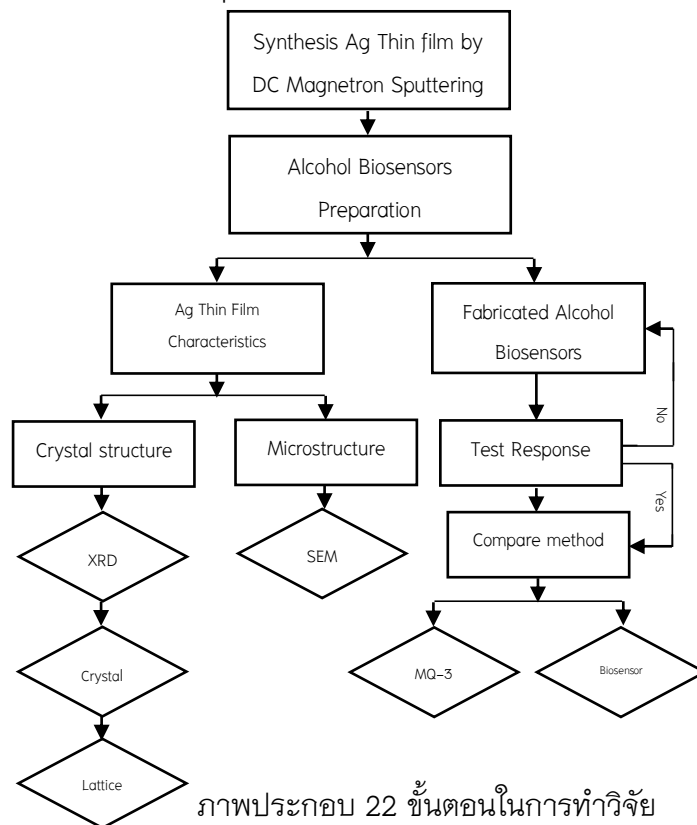 Synthesis Ag Thin film by
DC Magnetron Sputtering
Alcohol Biosensors
Preparation
Ag Thin Film
Characteristics
Fabricated Alcohol
Biosensors
No
Crystal structure
Microstructure
Test Response
Yes
XRD
SEM
Compare method
Crystal
MQ-3
Biosensor
Lattice
ภาพประกอบ 22 ขั้นตอนในการทำวิจัย